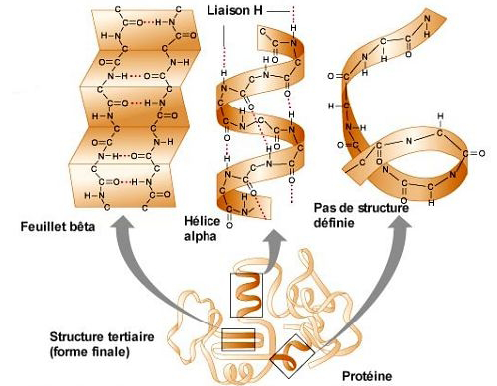 Liaison H
Feuillet bêta
Hélice
alpha
Pas de structure
définie
Structure tertiaire
(forme finale)
Protéine